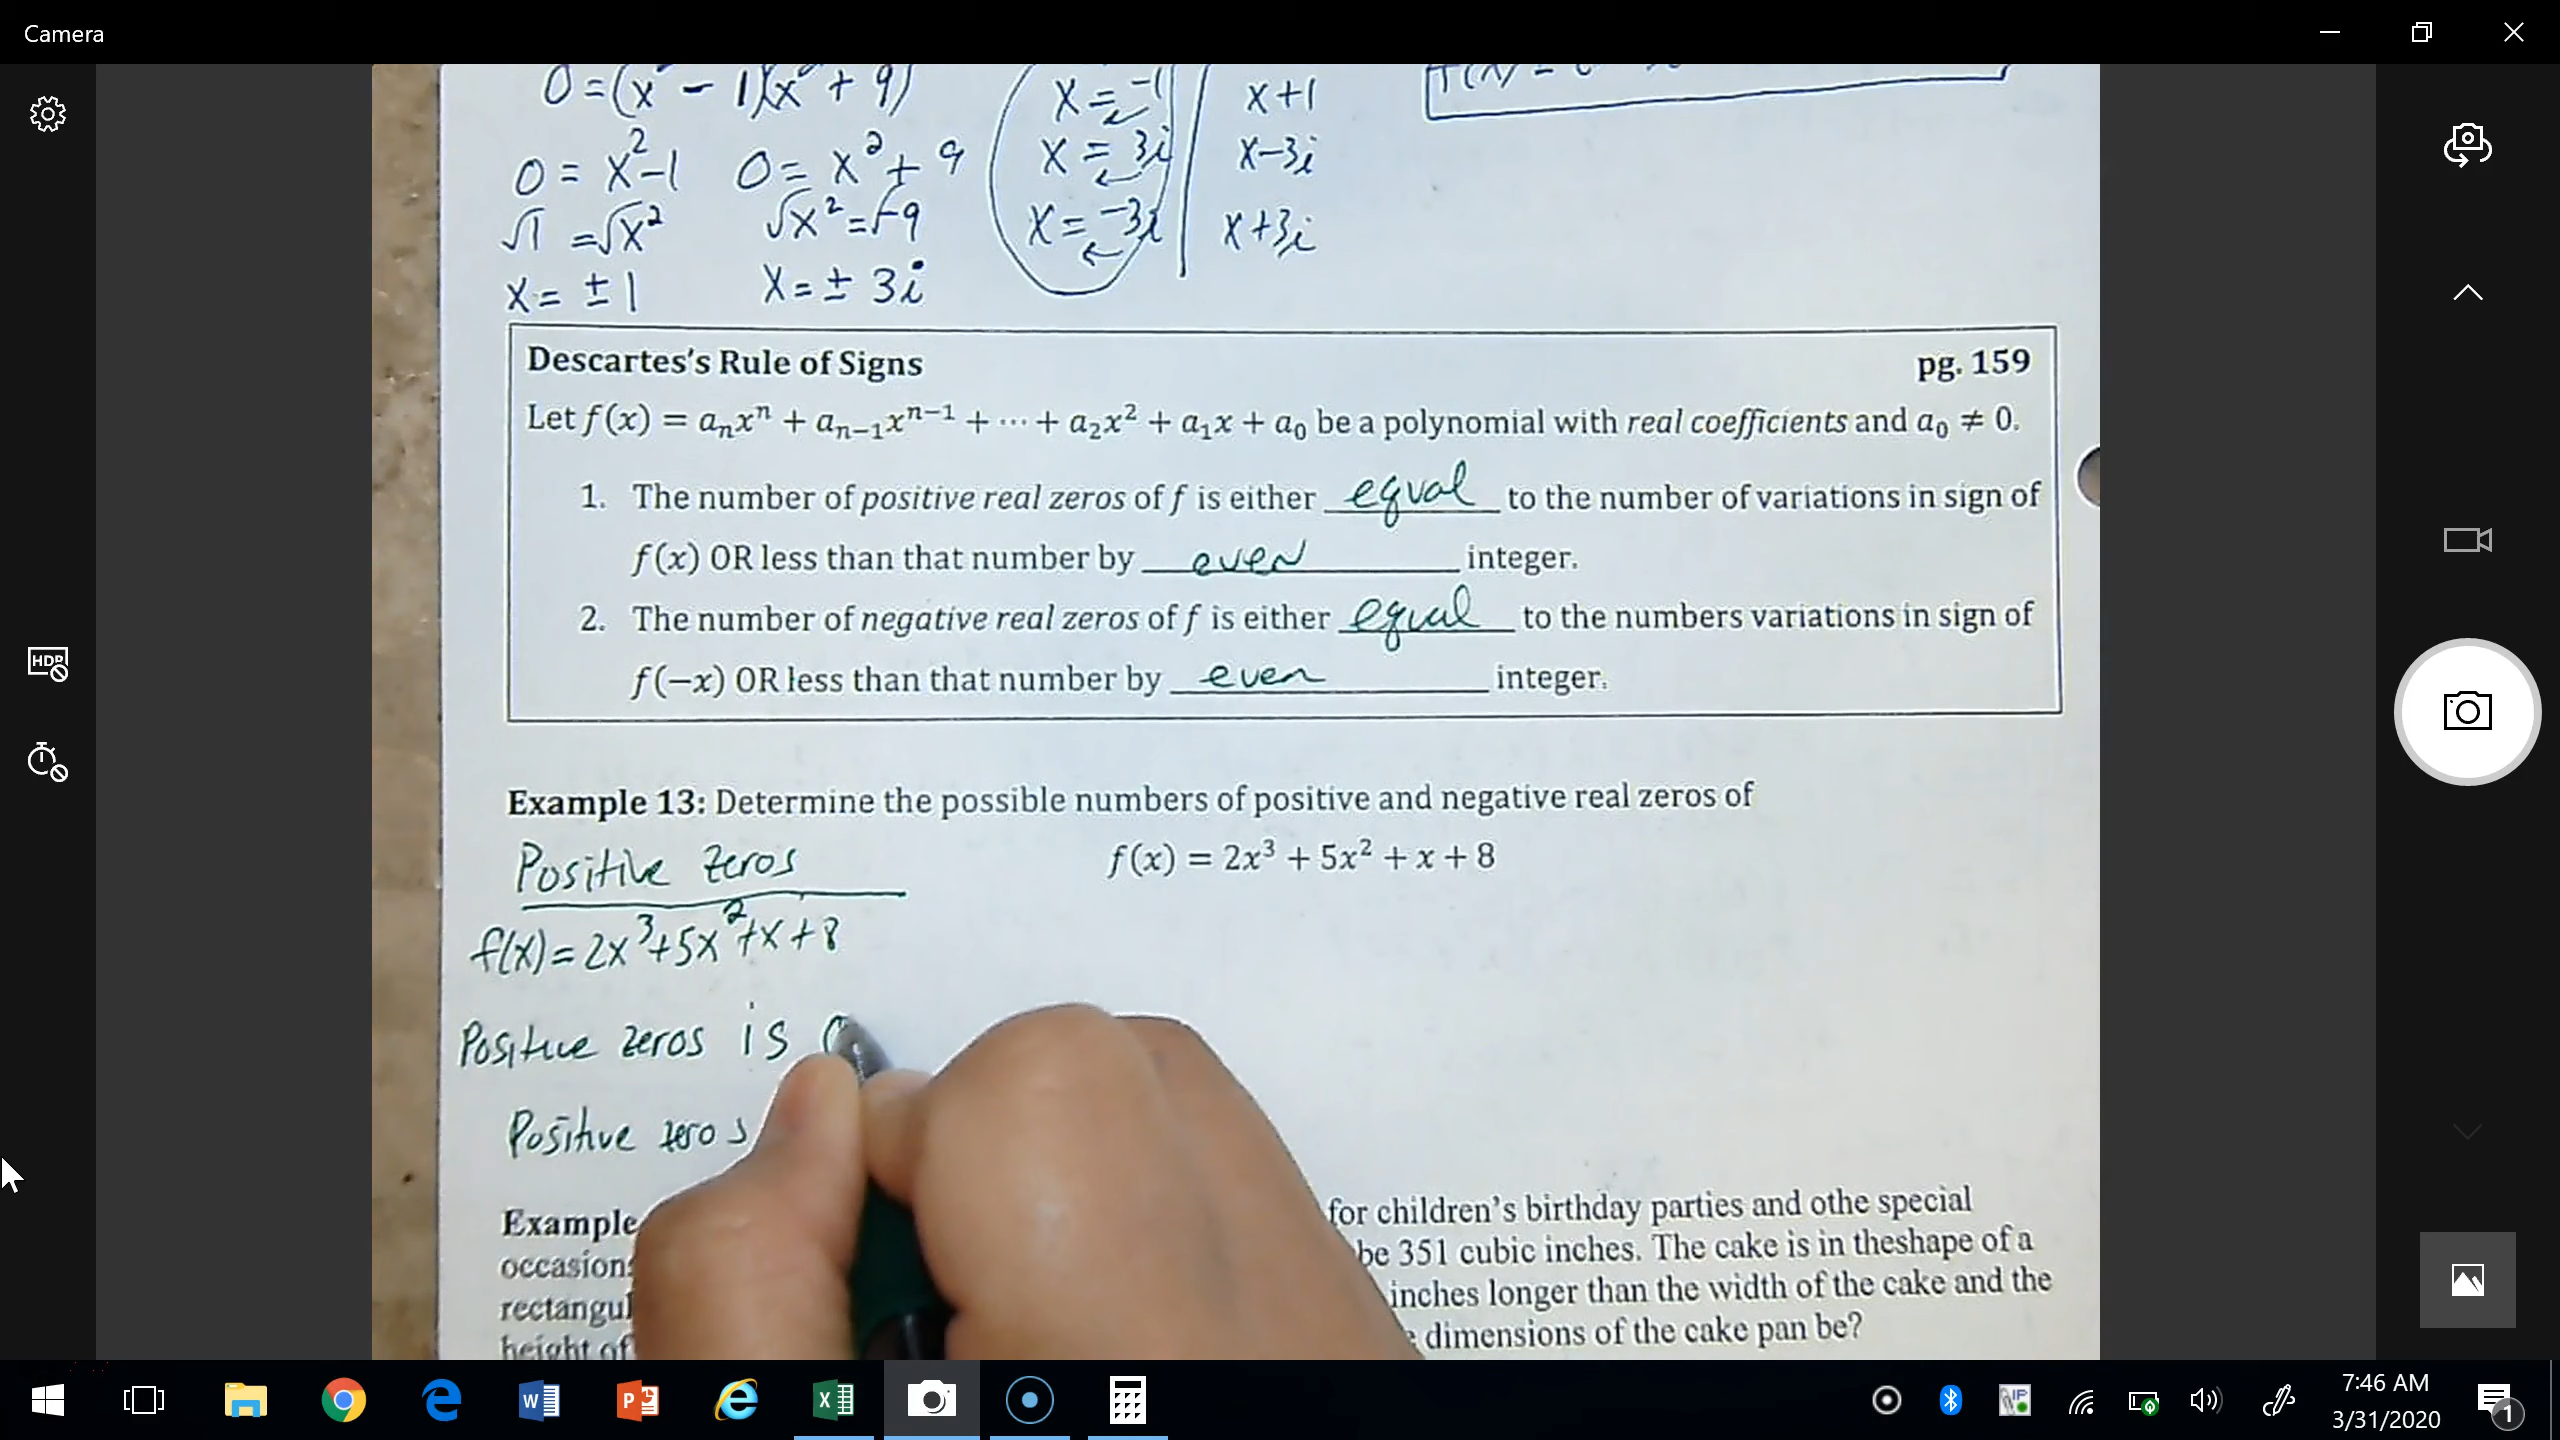 Camera
0 = (x² - 1)(x² + 9)
x = -1
x+1
0 = x²-1
0 = x² + 9
x = 3i
x-3i
√1 = √x²
√x² = √-9
x = -3i
x+3i
x = ± 1
x = ± 3i
Descartes's Rule of Signs pg. 159
Let f(x) = aₙxⁿ + aₙ₋₁xⁿ⁻¹ + ⋯ + a₂x² + a₁x + a₀ be a polynomial with real coefficients and a₀ ≠ 0.
1. The number of positive real zeros of f is either equal to the number of variations in sign of
f(x) OR less than that number by even integer.
2. The number of negative real zeros of f is either equal to the numbers variations in sign of
f(-x) OR less than that number by even integer.
Example 13: Determine the possible numbers of positive and negative real zeros of
Positive zeros
f(x) = 2x³ + 5x² + x + 8
f(x) = 2x³+5x²+x+8
Positive zeros is
Positive zeros
Example for children's birthday parties and othe special
occasions be 351 cubic inches. The cake is in theshape of a
rectangul inches longer than the width of the cake and the
height of dimensions of the cake pan be?
7:46 AM
3/31/2020
1